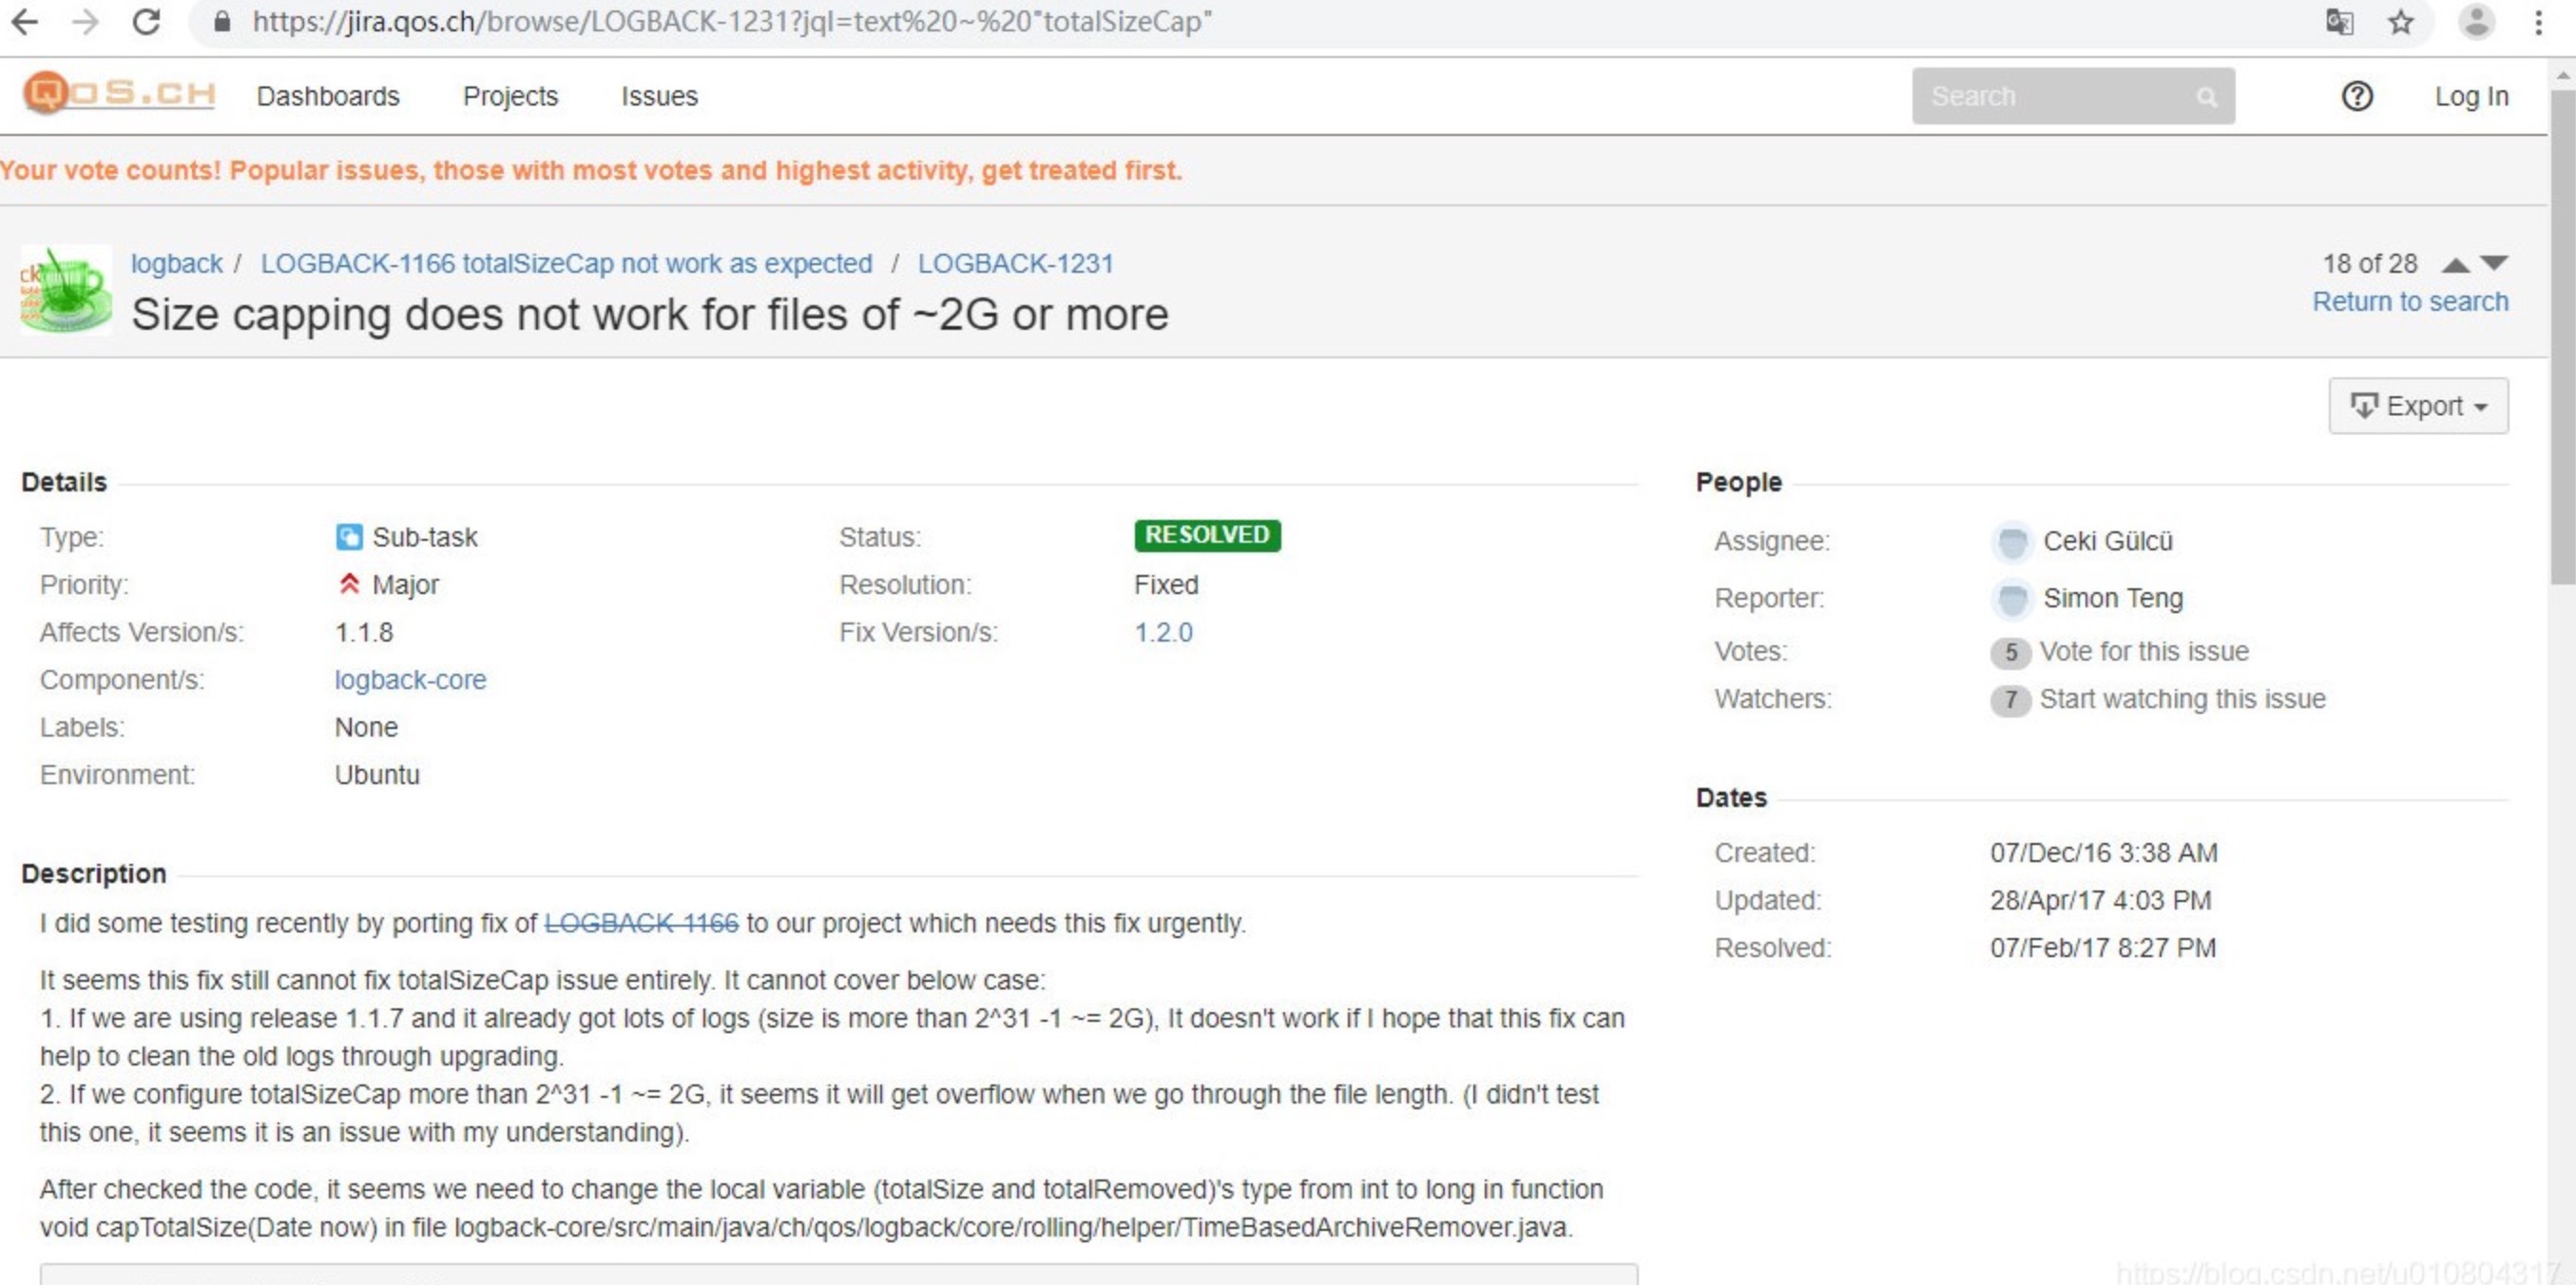 https://jira.qos.ch/browse/LOGBACK-1231?jql=text%20~%20"totalSizeCap"
QOS.CH Dashboards Projects Issues Search Log In
Your vote counts! Popular issues, those with most votes and highest activity, get treated first.
logback / LOGBACK-1166 totalSizeCap not work as expected / LOGBACK-1231
18 of 28
Size capping does not work for files of ~2G or more
Return to search
Export
Details
Type: Sub-task
Status: RESOLVED
Priority: Major
Resolution: Fixed
Affects Version/s: 1.1.8
Fix Version/s: 1.2.0
Component/s: logback-core
Labels: None
Environment: Ubuntu
People
Assignee: Ceki Gülcü
Reporter: Simon Teng
Votes: 5 Vote for this issue
Watchers: 7 Start watching this issue
Dates
Created: 07/Dec/16 3:38 AM
Updated: 28/Apr/17 4:03 PM
Resolved: 07/Feb/17 8:27 PM
Description
I did some testing recently by porting fix of LOGBACK-1166 to our project which needs this fix urgently.
It seems this fix still cannot fix totalSizeCap issue entirely. It cannot cover below case:
1. If we are using release 1.1.7 and it already got lots of logs (size is more than 2^31 -1 ~= 2G), It doesn't work if I hope that this fix can
help to clean the old logs through upgrading.
2. If we configure totalSizeCap more than 2^31 -1 ~= 2G, it seems it will get overflow when we go through the file length. (I didn't test
this one, it seems it is an issue with my understanding).
After checked the code, it seems we need to change the local variable (totalSize and totalRemoved)'s type from int to long in function
void capTotalSize(Date now) in file logback-core/src/main/java/ch/qos/logback/core/rolling/helper/TimeBasedArchiveRemover.java.
https://blog.csdn.net/u010804317